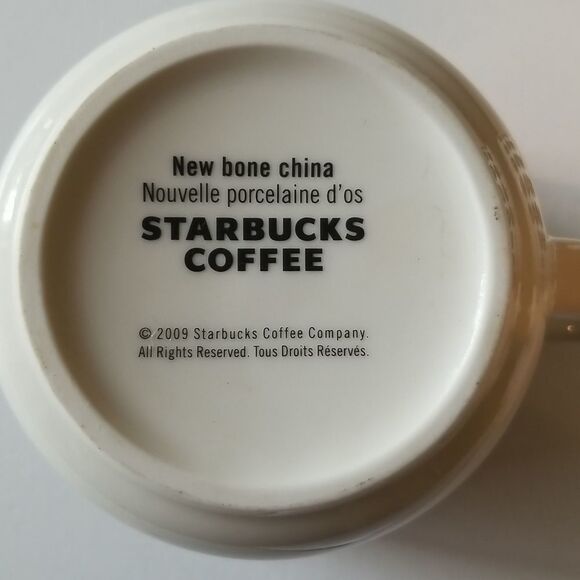 New bone china
Nouvelle porcelaine d'os
STARBUCKS
COFFEE
© 2009 Starbucks Coffee Company.
All Rights Reserved. Tous Droits Réservés.